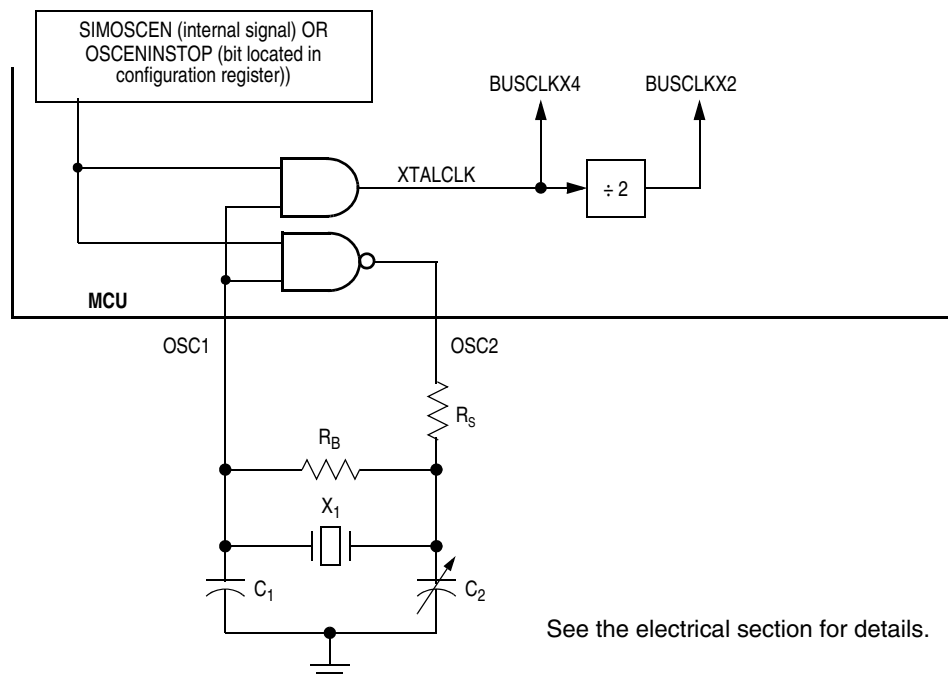 SIMOSCEN (internal signal) OR
OSCENINSTOP (bit located in
configuration register))
BUSCLKX4
BUSCLKX2
XTALCLK
÷ 2
MCU
OSC1
OSC2
R_S
R_B
X_1
C_1
C_2
See the electrical section for details.